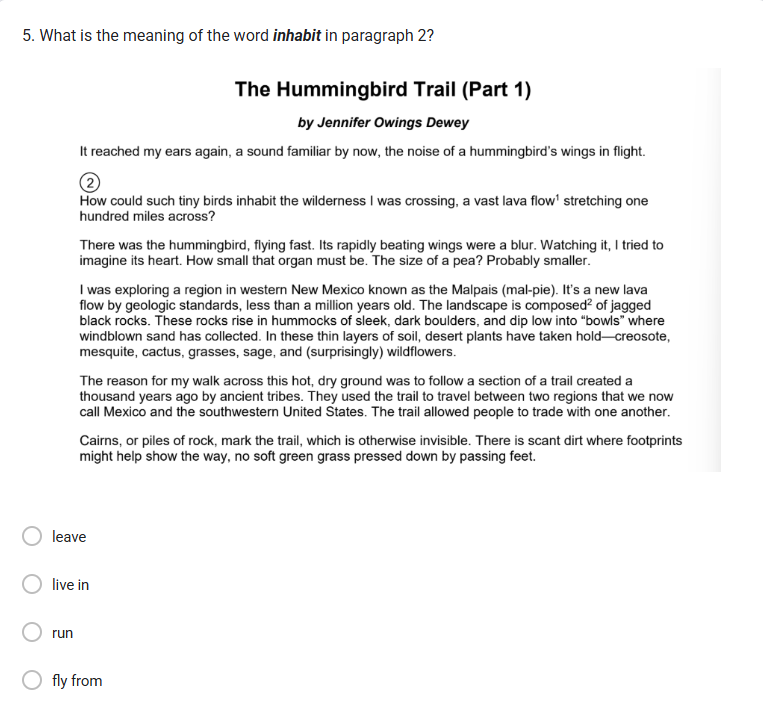 5. What is the meaning of the word inhabit in paragraph 2?
The Hummingbird Trail (Part 1)
by Jennifer Owings Dewey
It reached my ears again, a sound familiar by now, the noise of a hummingbird's wings in flight.
②
How could such tiny birds inhabit the wilderness I was crossing, a vast lava flow¹ stretching one
hundred miles across?
There was the hummingbird, flying fast. Its rapidly beating wings were a blur. Watching it, I tried to
imagine its heart. How small that organ must be. The size of a pea? Probably smaller.
I was exploring a region in western New Mexico known as the Malpais (mal-pie). It's a new lava
flow by geologic standards, less than a million years old. The landscape is composed² of jagged
black rocks. These rocks rise in hummocks of sleek, dark boulders, and dip low into “bowls” where
windblown sand has collected. In these thin layers of soil, desert plants have taken hold—creosote,
mesquite, cactus, grasses, sage, and (surprisingly) wildflowers.
The reason for my walk across this hot, dry ground was to follow a section of a trail created a
thousand years ago by ancient tribes. They used the trail to travel between two regions that we now
call Mexico and the southwestern United States. The trail allowed people to trade with one another.
Cairns, or piles of rock, mark the trail, which is otherwise invisible. There is scant dirt where footprints
might help show the way, no soft green grass pressed down by passing feet.
leave
live in
run
fly from